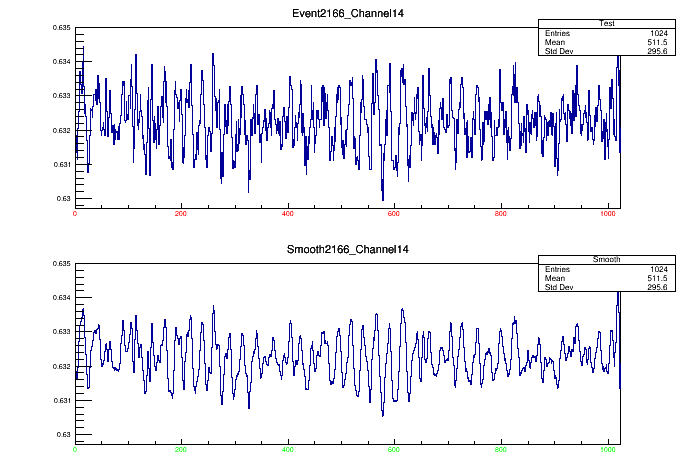 Event2166_Channel14
Test
Entries 1024
Mean 511.5
Std Dev 295.6
0.635
0.634
0.633
0.632
0.631
0.63
0 200 400 600 800 1000
Smooth2166_Channel14
Smooth
Entries 1024
Mean 511.5
Std Dev 295.6
0.635
0.634
0.633
0.632
0.631
0.63
0 200 400 600 800 1000